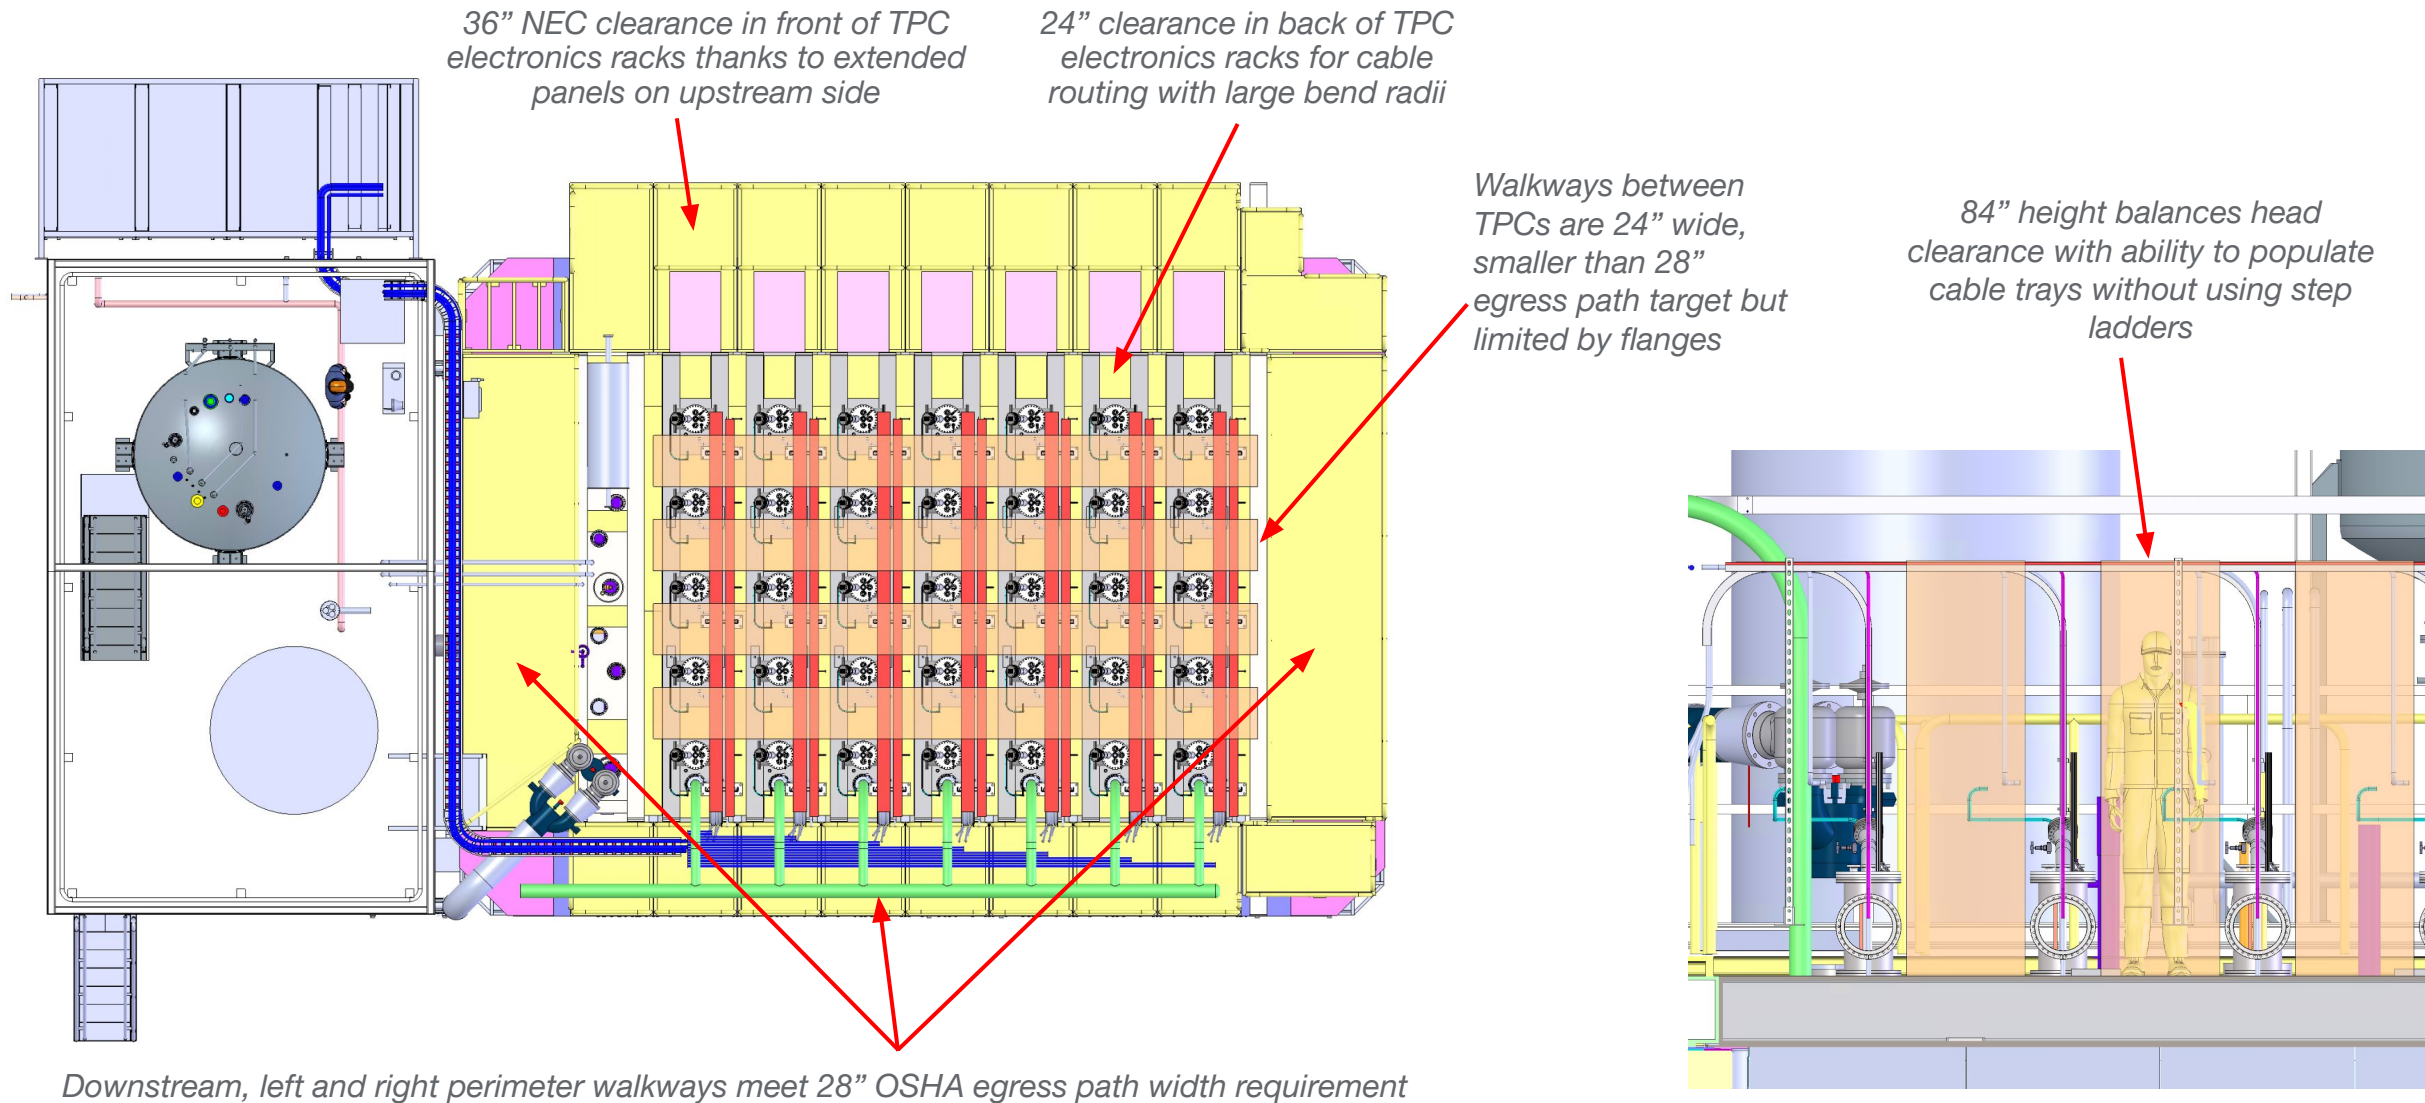 36” NEC clearance in front of TPC
electronics racks thanks to extended
panels on upstream side
24” clearance in back of TPC
electronics racks for cable
routing with large bend radii
Walkways between
TPCs are 24” wide,
smaller than 28”
egress path target but
limited by flanges
84” height balances head
clearance with ability to populate
cable trays without using step
ladders
Downstream, left and right perimeter walkways meet 28” OSHA egress path width requirement